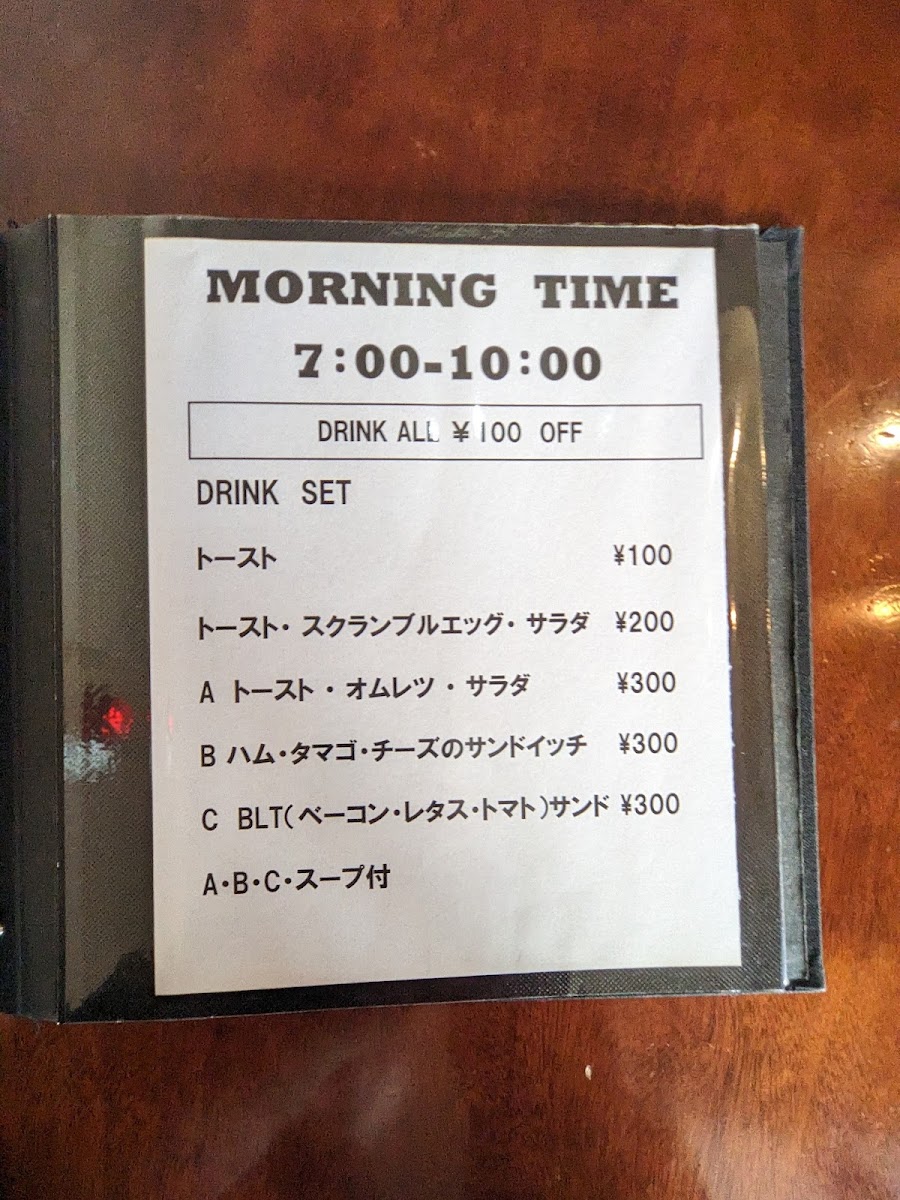 MORNING TIME
7:00-10:00
DRINK ALL ¥100 OFF
DRINK SET
トースト ¥100
トースト・スクランブルエッグ・サラダ ¥200
A トースト・オムレツ・サラダ ¥300
B ハム・タマゴ・チーズのサンドイッチ ¥300
C BLT(ベーコン・レタス・トマト)サンド ¥300
A・B・C・スープ付